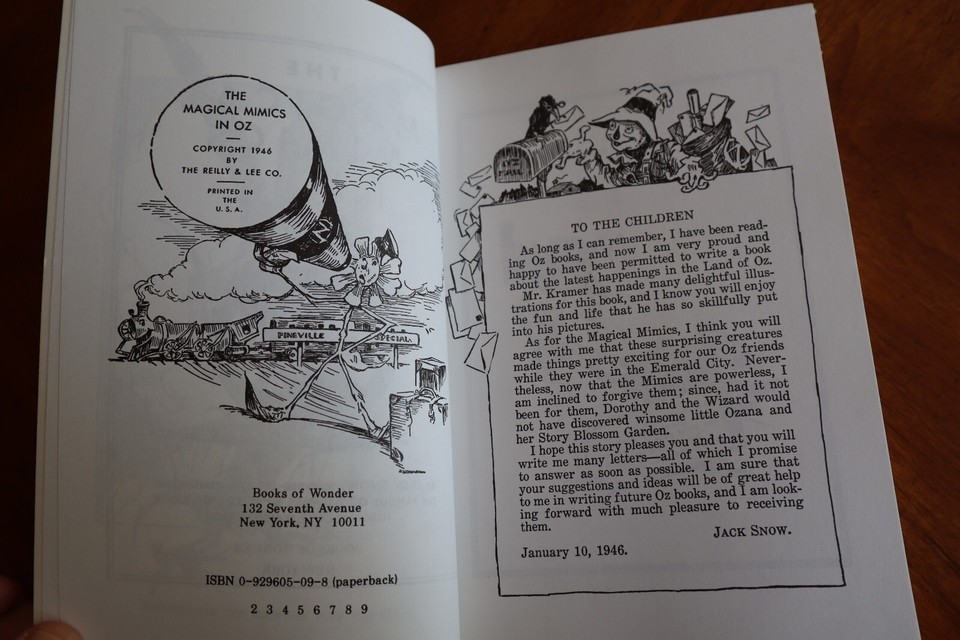 THE
MAGICAL MIMICS
IN OZ
COPYRIGHT 1946
BY
THE REILLY & LEE CO.
PRINTED IN
THE
U. S. A.
OZ
PINEVILLE
SPECIAL
Books of Wonder
132 Seventh Avenue
New York, NY 10011
ISBN 0-929605-09-8 (paperback)
2 3 4 5 6 7 8 9
OZ
MAIL
OZ
TO THE CHILDREN
As long as I can remember, I have been read-
ing Oz books, and now I am very proud and
happy to have been permitted to write a book
about the latest happenings in the Land of Oz.
Mr. Kramer has made many delightful illus-
trations for this book, and I know you will enjoy
the fun and life that he has so skillfully put
into his pictures.
As for the Magical Mimics, I think you will
agree with me that these surprising creatures
made things pretty exciting for our Oz friends
while they were in the Emerald City. Never-
theless, now that the Mimics are powerless, I
am inclined to forgive them; since, had it not
been for them, Dorothy and the Wizard would
not have discovered winsome little Ozana and
her Story Blossom Garden.
I hope this story pleases you and that you will
write me many letters—all of which I promise
to answer as soon as possible. I am sure that
your suggestions and ideas will be of great help
to me in writing future Oz books, and I am look-
ing forward with much pleasure to receiving
them.
JACK SNOW.
January 10, 1946.